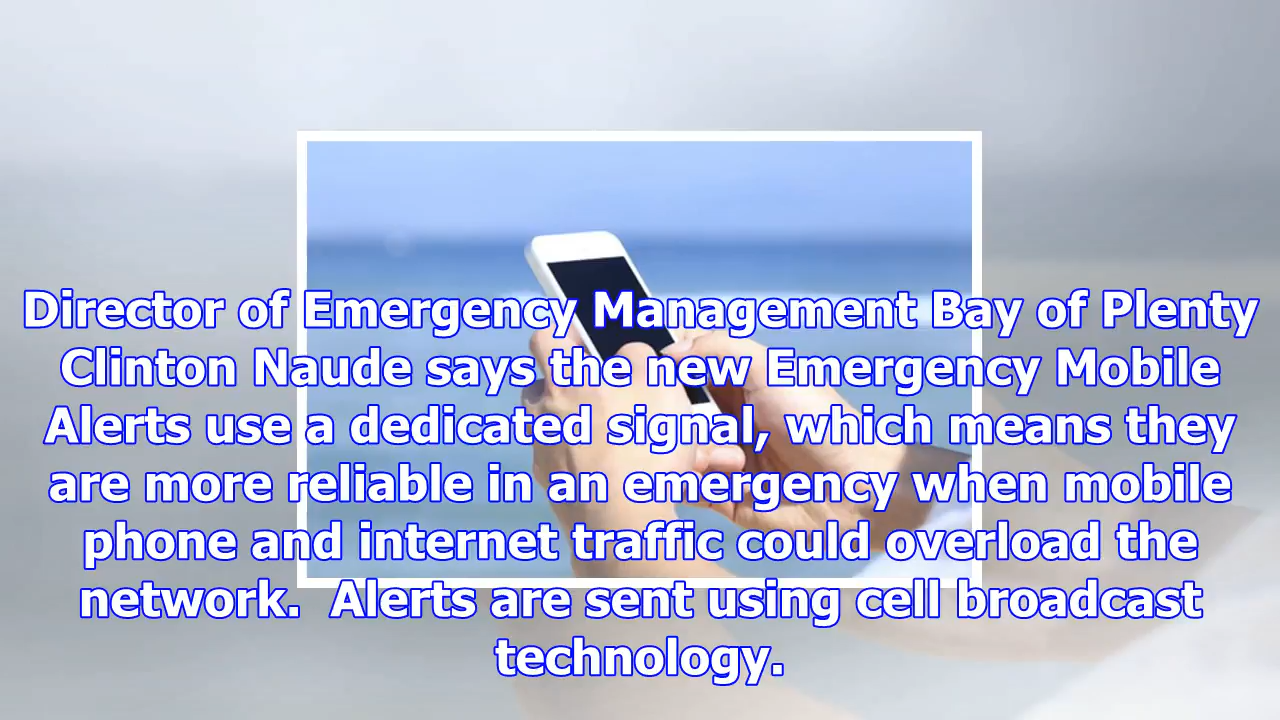 Director of Emergency Management Bay of Plenty
Clinton Naude says the new Emergency Mobile
Alerts use a dedicated signal, which means they
are more reliable in an emergency when mobile
phone and internet traffic could overload the
network.  Alerts are sent using cell broadcast
technology.